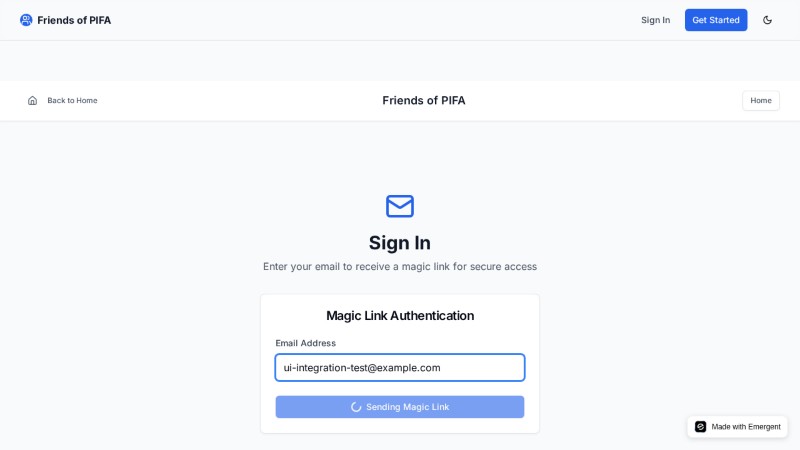 Friends of PIFA
Sign In
Get Started
Back to Home
Friends of PIFA
Home
Sign In
Enter your email to receive a magic link for secure access
Magic Link Authentication
Email Address
ui-integration-test@example.com
Sending Magic Link
Made with Emergent